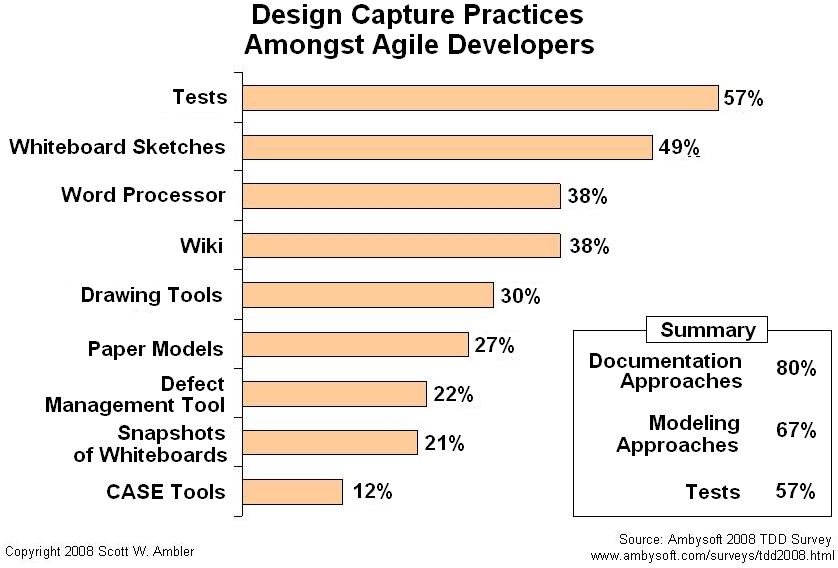 Design Capture Practices
Amongst Agile Developers
Tests
57%
Whiteboard Sketches
49%
Word Processor
38%
Wiki
38%
Drawing Tools
30%
Paper Models
27%
Defect
Management Tool
22%
Snapshots
of Whiteboards
21%
CASE Tools
12%
Summary
Documentation
Approaches
80%
Modeling
Approaches
67%
Tests
57%
Source: Ambysoft 2008 TDD Survey
www.ambysoft.com/surveys/tdd2008.html
Copyright 2008 Scott W. Ambler